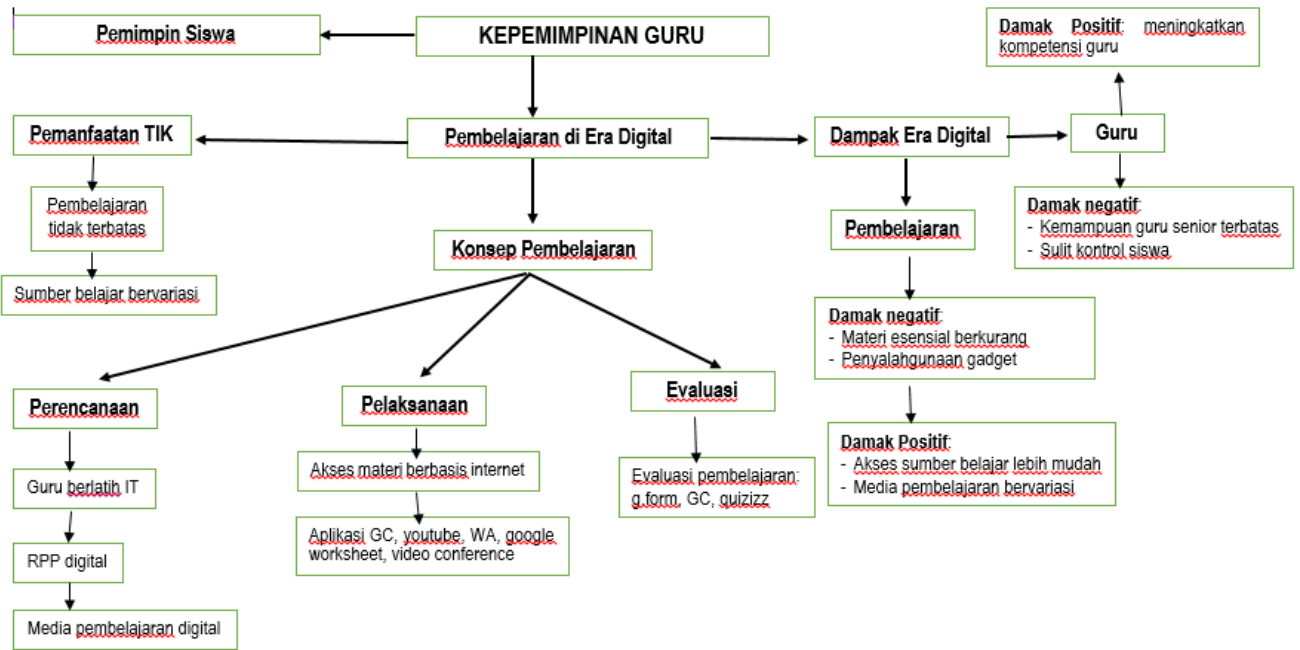 Pemimpin Siswa
KEPEMIMPINAN GURU
Damak Positif: meningkatkan
kompetensi guru
Pemanfaatan TIK
Pembelajaran di Era Digital
Dampak Era Digital
Guru
Pembelajaran
tidak terbatas
Sumber belajar bervariasi
Konsep Pembelajaran
Pembelajaran
Damak negatif:
- Kemampuan guru senior terbatas
- Sulit kontrol siswa
Damak negatif:
- Materi esensial berkurang
- Penyalahgunaan gadget
Damak Positif:
- Akses sumber belajar lebih mudah
- Media pembelajaran bervariasi
Perencanaan
Guru berlatih IT
RPP digital
Media pembelajaran digital
Pelaksanaan
Akses materi berbasis internet
Aplikasi GC, youtube, WA, google
worksheet, video conference
Evaluasi
Evaluasi pembelajaran:
g.form, GC, quizizz